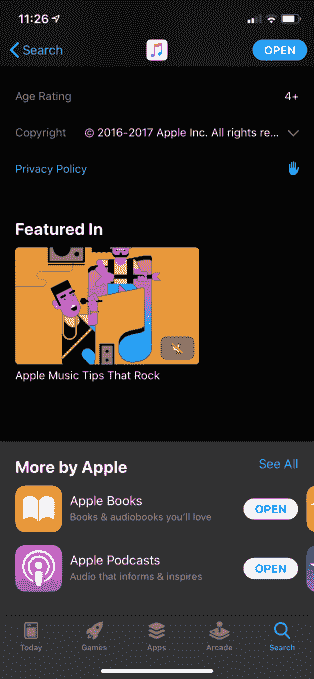 11:26
Search
OPEN
Age Rating
4+
Copyright
© 2016-2017 Apple Inc. All rights re...
Privacy Policy
Featured In
Apple Music Tips That Rock
More by Apple
See All
Apple Books
Books & audiobooks you'll love
OPEN
Apple Podcasts
Audio that informs & inspires
OPEN
Today
Games
Apps
Arcade
Search